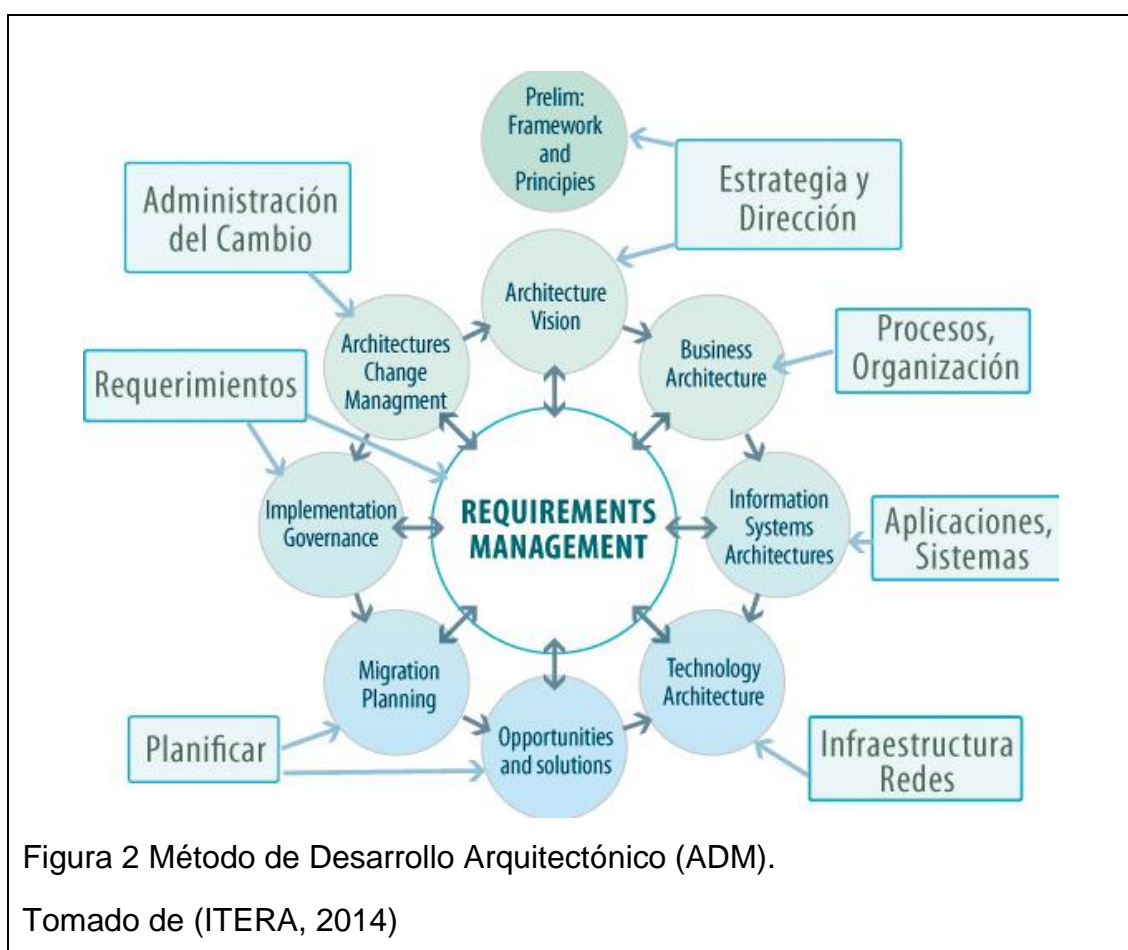 Prelim:
Framework
and
Principies
Estrategia y
Dirección
Administración
del Cambio
Architecture
Vision
Architectures
Change
Managment
Business
Architecture
Procesos,
Organización
Requerimientos
Implementation
Governance
REQUIREMENTS
MANAGEMENT
Information
Systems
Architectures
Aplicaciones,
Sistemas
Migration
Planning
Technology
Architecture
Planificar
Opportunities
and solutions
Infraestructura
Redes
Figura 2 Método de Desarrollo Arquitectónico (ADM).
Tomado de (ITERA, 2014)